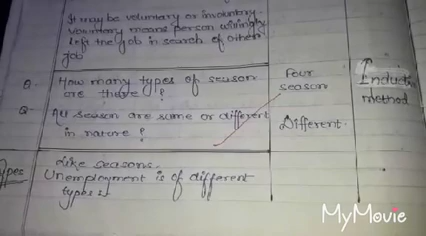 It may be voluntary or involuntary.
voluntary means person willingly
left the job in search of other
job
Q- How many types of season
are there?
Four
season
Q- All season are same or different
in nature?
Different.
Inductive
method
Types
Like seasons.
Unemployment is of different
types
MyMovie